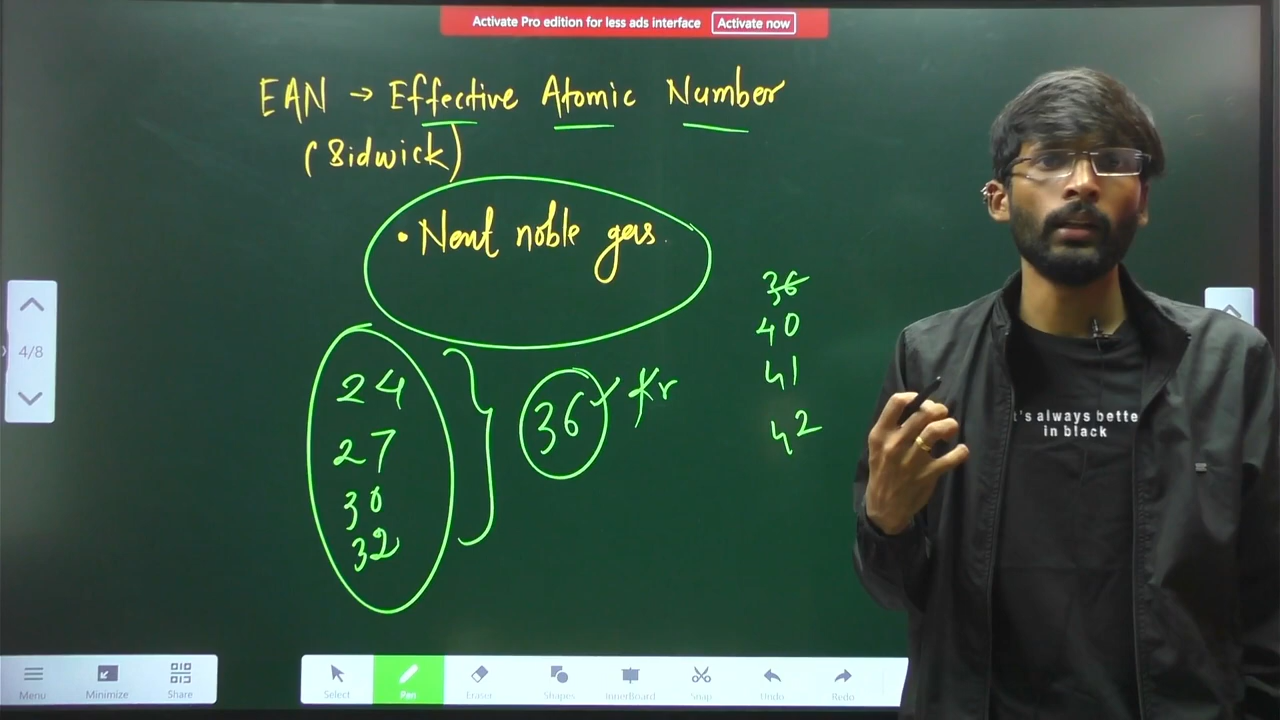 Activate Pro edition for less ads interface Activate now
EAN → Effective Atomic Number
(Sidwick)
• Next noble gas.
24
27
30
32
36 Kr
36
40
41
42
4/8
't's always bette
in black
Menu Minimize Share Select Pen Eraser Shapes InnerBoard Snap Undo Redo